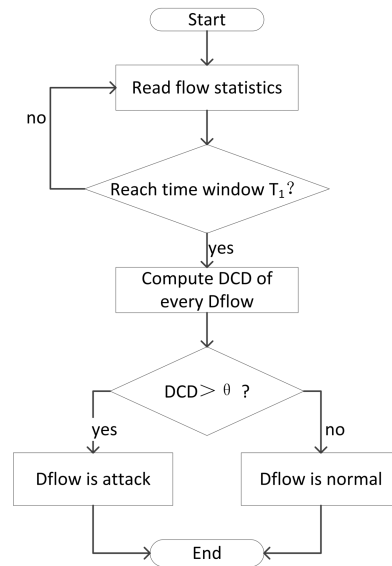 Start
Read flow statistics
no
Reach time window T₁?
yes
Compute DCD of
every Dflow
DCD＞ θ ?
yes
no
Dflow is attack
Dflow is normal
End